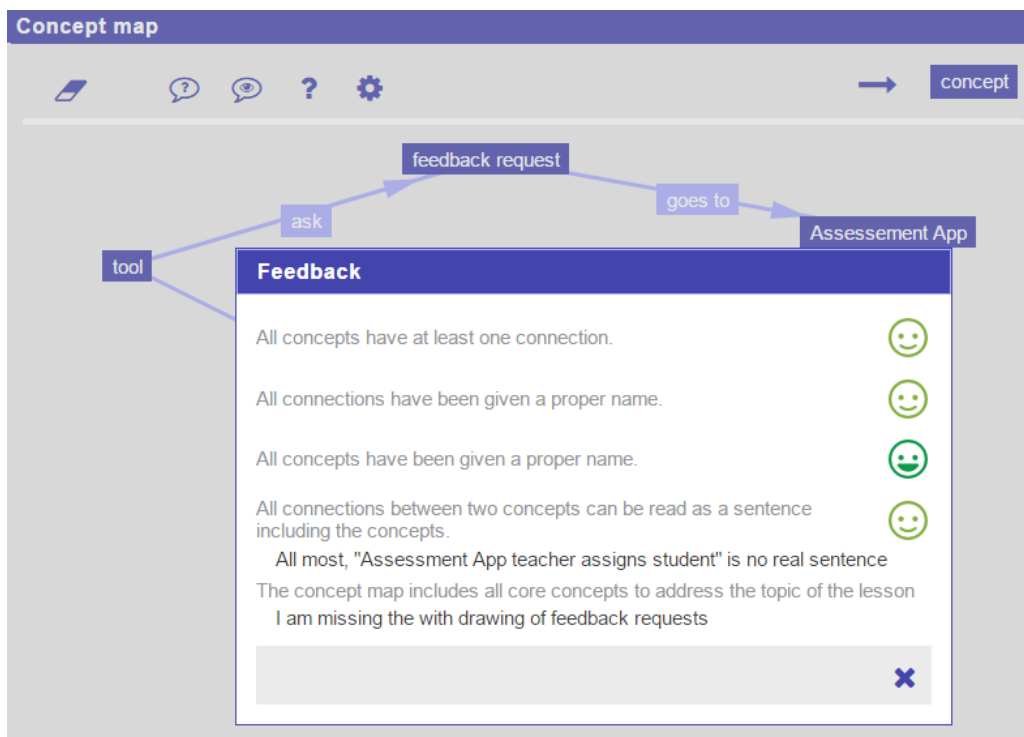 Concept map
concept
feedback request
goes to
ask
Assessement App
tool
Feedback
All concepts have at least one connection.
All connections have been given a proper name.
All concepts have been given a proper name.
All connections between two concepts can be read as a sentence
including the concepts.
All most, "Assessment App teacher assigns student" is no real sentence
The concept map includes all core concepts to address the topic of the lesson
I am missing the with drawing of feedback requests